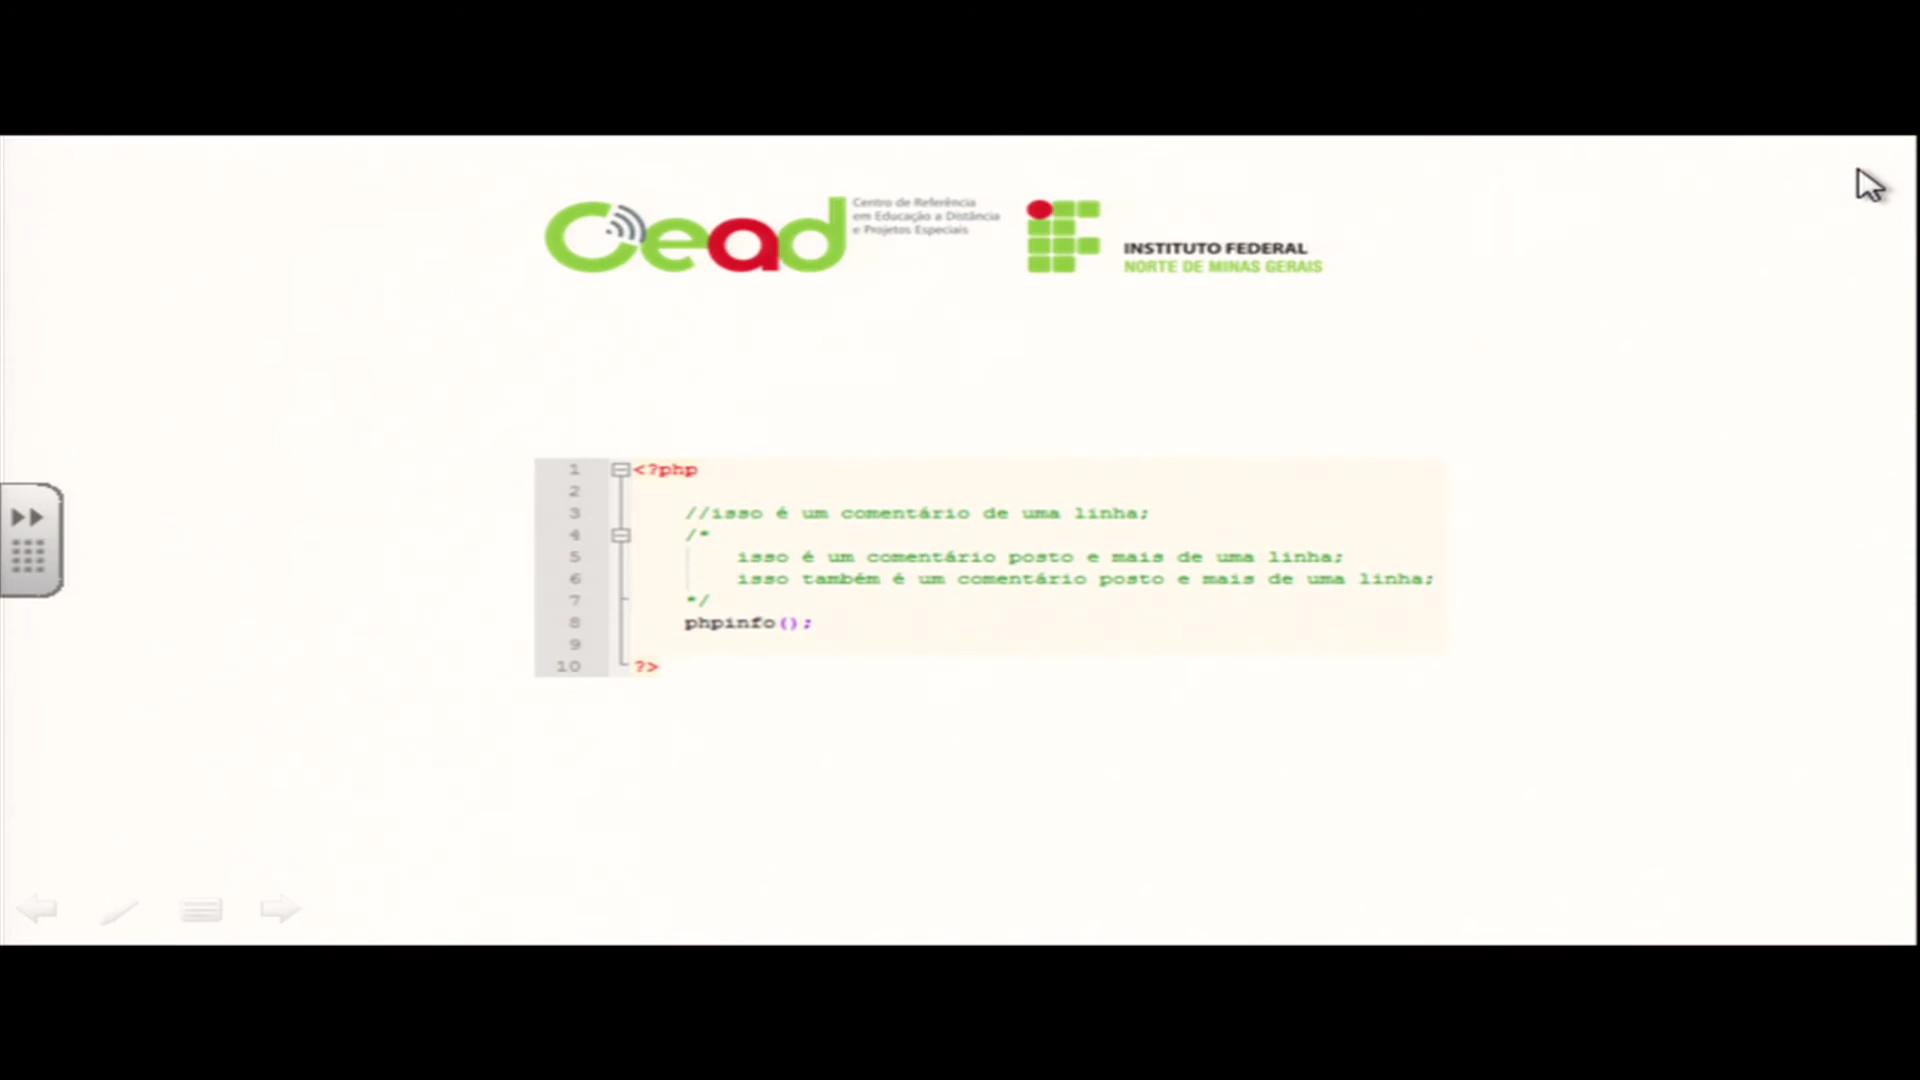 Cead
Centro de Referência
em Educação a Distância
e Projetos Especiais
INSTITUTO FEDERAL
NORTE DE MINAS GERAIS
1 <?php
2
3 //isso é um comentário de uma linha;
4 /*
5 isso é um comentário posto e mais de uma linha;
6 isso também é um comentário posto e mais de uma linha;
7 */
8 phpinfo();
9
10 ?>